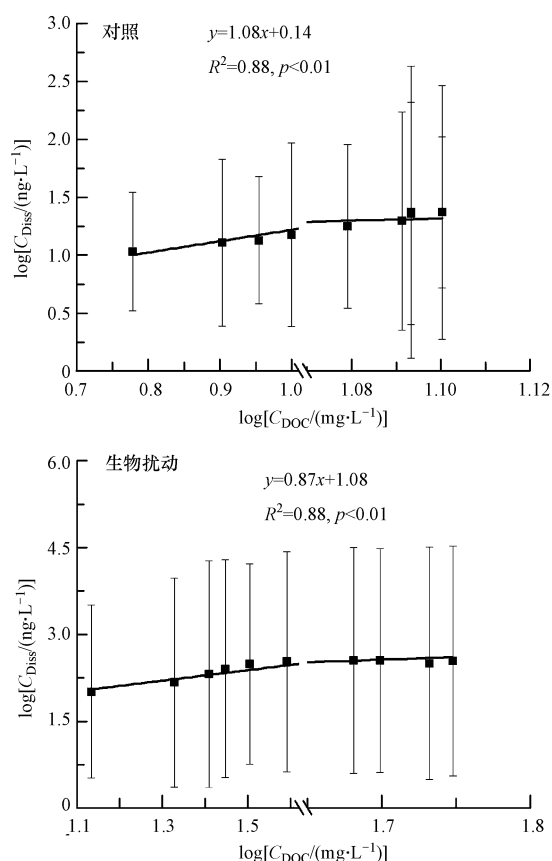 对照
y=1.08x+0.14
R²=0.88, p<0.01
3.0
2.5
2.0
1.5
1.0
0.5
0
log[C_Diss/(ng·L⁻¹)]
0.7 0.8 0.9 1.0 1.08 1.10 1.12
log[C_DOC/(mg·L⁻¹)]
生物扰动
y=0.87x+1.08
R²=0.88, p<0.01
6.0
4.5
3.0
1.5
0
log[C_Diss/(ng·L⁻¹)]
1.1 1.3 1.5 1.7 1.8
log[C_DOC/(mg·L⁻¹)]